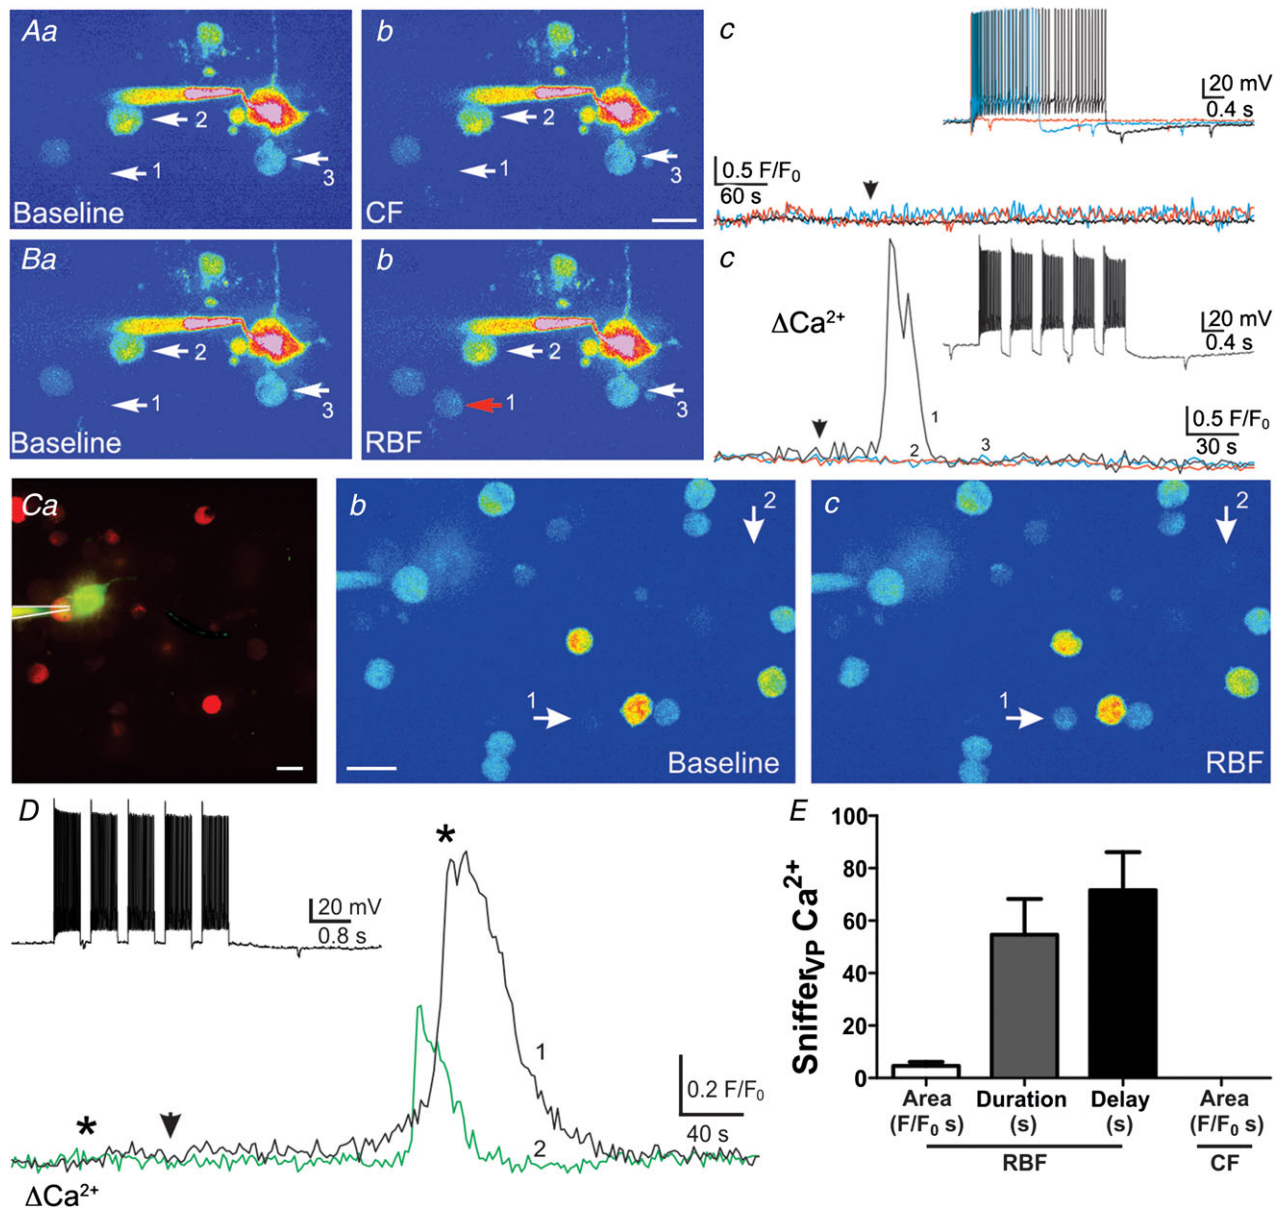 Aa
2
1
3
Baseline
b
2
1
3
CF
c
20 mV
0.4 s
0.5 F/F0
60 s
Ba
2
1
3
Baseline
b
2
1
3
RBF
c
ΔCa2+
20 mV
0.4 s
1
2
3
0.5 F/F0
30 s
Ca
b
2
1
Baseline
c
2
1
RBF
D
20 mV
0.8 s
*
*
1
2
0.2 F/F0
40 s
ΔCa2+
E
SnifferVP Ca2+
100
80
60
40
20
0
Area
(F/F0 s)
Duration
(s)
Delay
(s)
Area
(F/F0 s)
RBF
CF